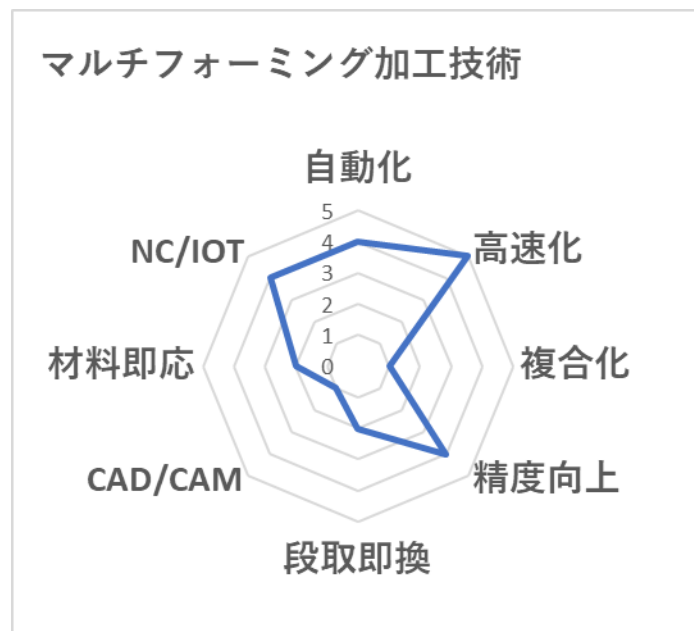 マルチフォーミング加工技術
自動化
5
4
3
2
1
0
高速化
複合化
精度向上
段取即換
CAD/CAM
材料即応
NC/IOT